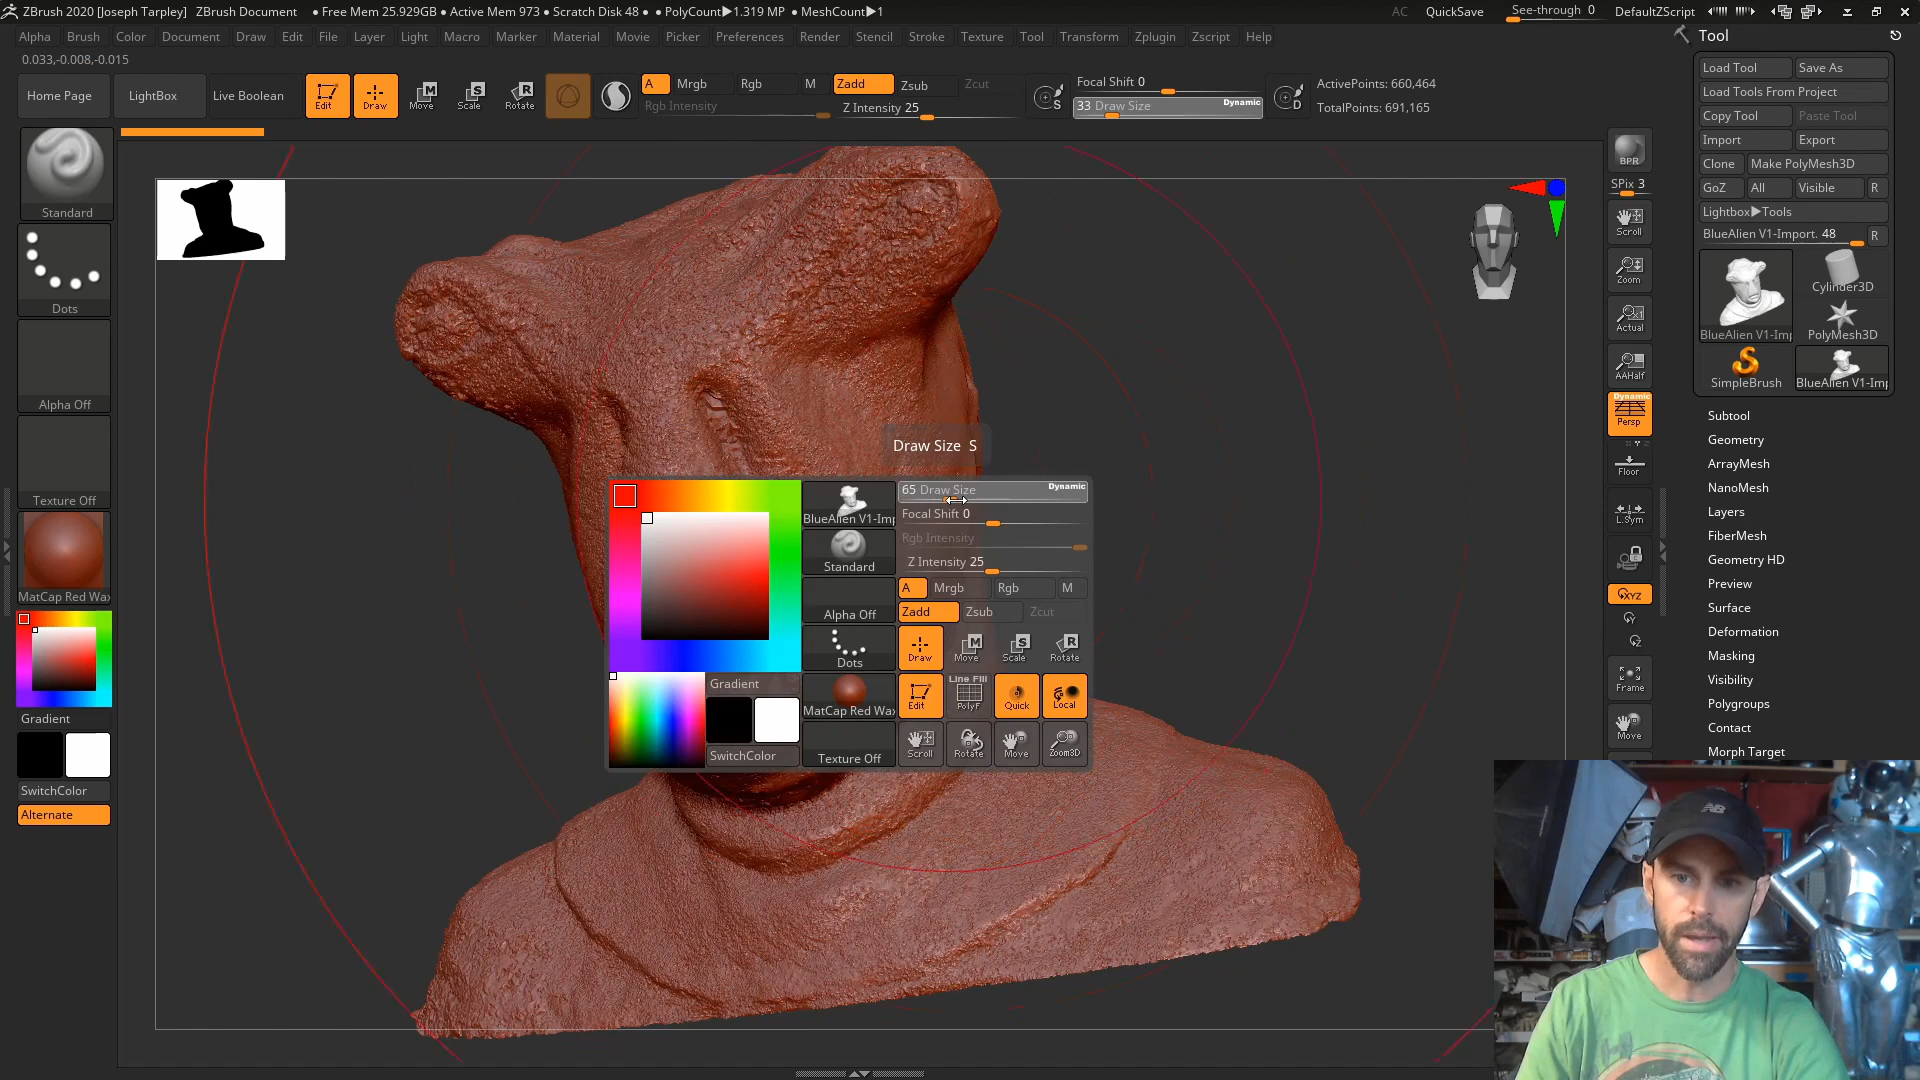 ZBrush 2020 [Joseph Tarpley] ZBrush Document • Free Mem 25.929GB • Active Mem 973 • Scratch Disk 48 • • PolyCount▶1.319 MP • MeshCount▶1 AC QuickSave See-through 0 DefaultZScript
Alpha Brush Color Document Draw Edit File Layer Light Macro Marker Material Movie Picker Preferences Render Stencil Stroke Texture Tool Transform Zplugin Zscript Help
0.033,-0.008,-0.015
Home Page LightBox Live Boolean Edit Draw Move Scale Rotate
A Mrgb Rgb M Zadd Zsub Zcut
Rgb Intensity Z Intensity 25
Focal Shift 0
33 Draw Size Dynamic
ActivePoints: 660,464
TotalPoints: 691,165
Standard
Dots
Alpha Off
Texture Off
MatCap Red Wax
Gradient
SwitchColor
Alternate
Draw Size S
65 Draw Size Dynamic
Focal Shift 0
Rgb Intensity
Z Intensity 25
A Mrgb Rgb M
Zadd Zsub Zcut
Draw Move Scale Rotate
Line Fill
Edit PolyF Quick Local
Scroll Rotate Move Zoom3D
BlueAlien V1-Imp
Standard
Alpha Off
Dots
MatCap Red Wax
Texture Off
Gradient
SwitchColor
BPR
SPix 3
Scroll
Zoom
Actual
AAHalf
Dynamic
Persp
Floor
L.Sym
XYZ
Frame
Move
Tool
Load Tool Save As
Load Tools From Project
Copy Tool Paste Tool
Import Export
Clone Make PolyMesh3D
GoZ All Visible R
Lightbox▶Tools
BlueAlien V1-Import. 48 R
Cylinder3D
BlueAlien V1-Imp PolyMesh3D
SimpleBrush BlueAlien V1-Imp
Subtool
Geometry
ArrayMesh
NanoMesh
Layers
FiberMesh
Geometry HD
Preview
Surface
Deformation
Masking
Visibility
Polygroups
Contact
Morph Target
NB